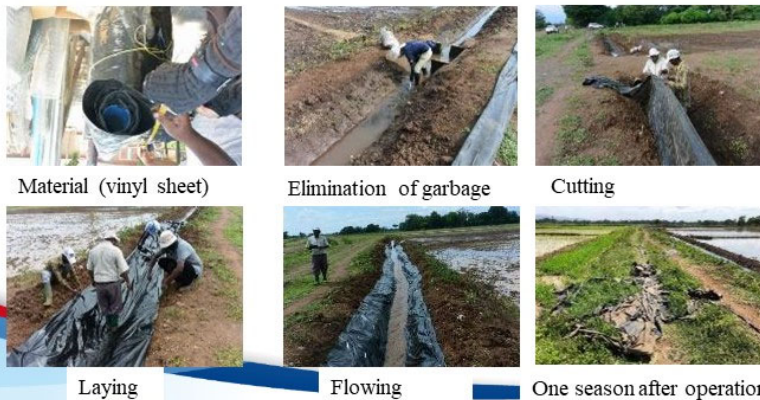 Material (vinyl sheet)
Elimination of garbage
Cutting
Laying
Flowing
One season after operation